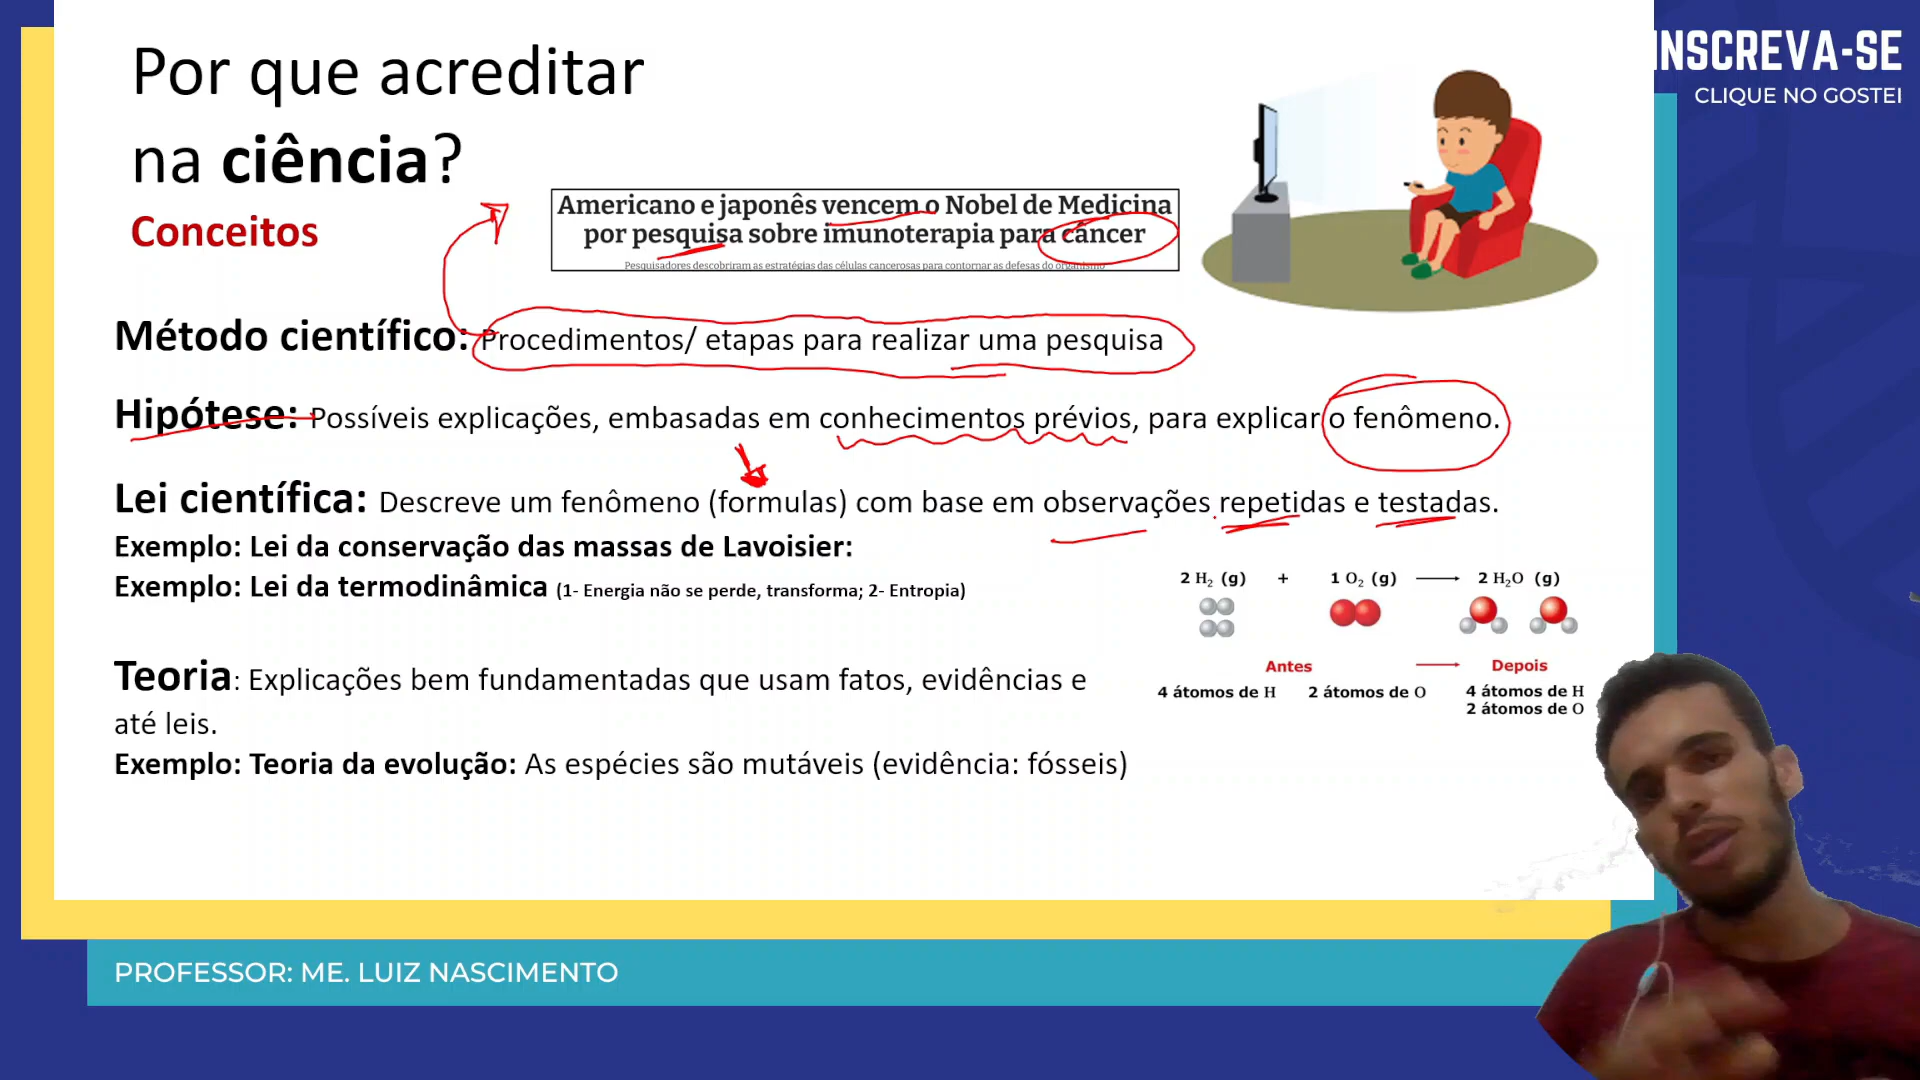 Por que acreditar
na ciência?
Conceitos
INSCREVA-SE
CLIQUE NO GOSTEI
Americano e japonês vencem o Nobel de Medicina
por pesquisa sobre imunoterapia para câncer
Pesquisadores descobriram as estratégias das células cancerosas para contornar as defesas do organismo
Método científico: Procedimentos/ etapas para realizar uma pesquisa
Hipótese: Possíveis explicações, embasadas em conhecimentos prévios, para explicar o fenômeno.
Lei científica: Descreve um fenômeno (formulas) com base em observações repetidas e testadas.
Exemplo: Lei da conservação das massas de Lavoisier:
Exemplo: Lei da termodinâmica (1- Energia não se perde, transforma; 2- Entropia)
2 H₂ (g) + 1 O₂ (g) ⟶ 2 H₂O (g)
Antes ⟶ Depois
4 átomos de H 2 átomos de O 4 átomos de H
2 átomos de O
Teoria: Explicações bem fundamentadas que usam fatos, evidências e
até leis.
Exemplo: Teoria da evolução: As espécies são mutáveis (evidência: fósseis)
PROFESSOR: ME. LUIZ NASCIMENTO